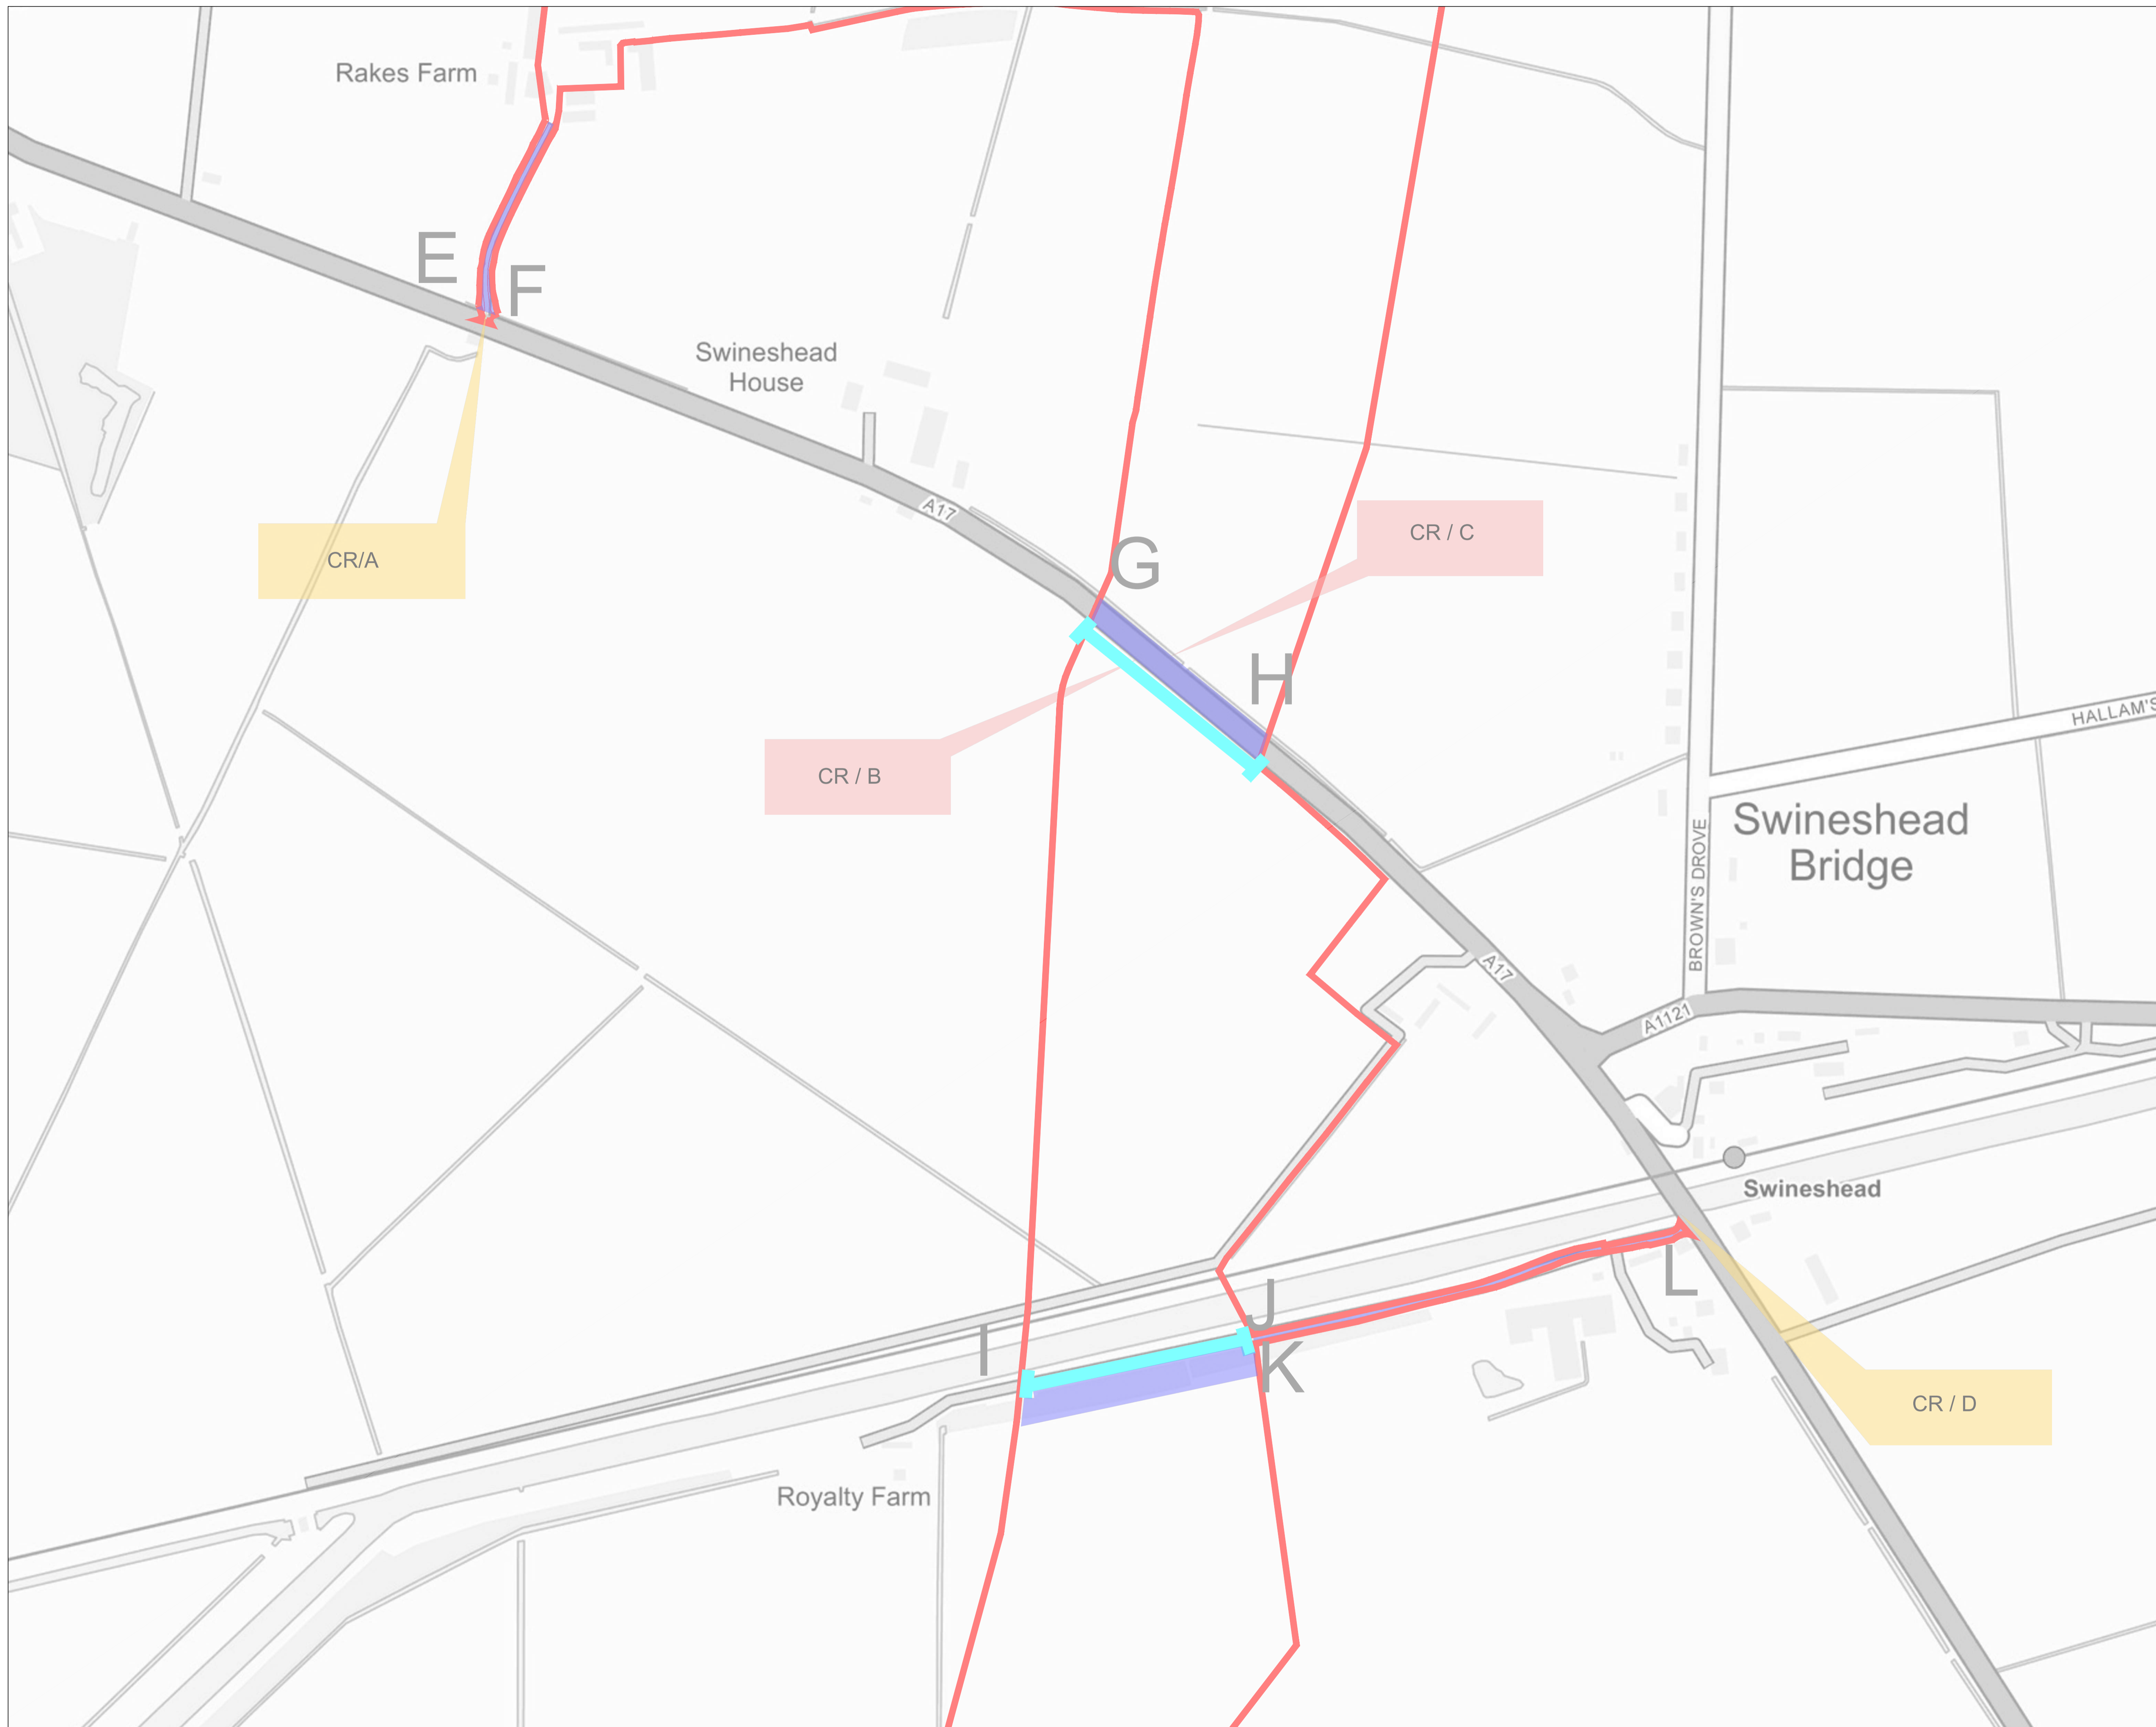 Rakes Farm
E
F
Swineshead
House
A17
CR/A
G
CR / C
H
CR / B
HALLAM'S
Swineshead
Bridge
BROWN'S DROVE
A17
A1121
Swineshead
L
J
I
K
CR / D
Royalty Farm